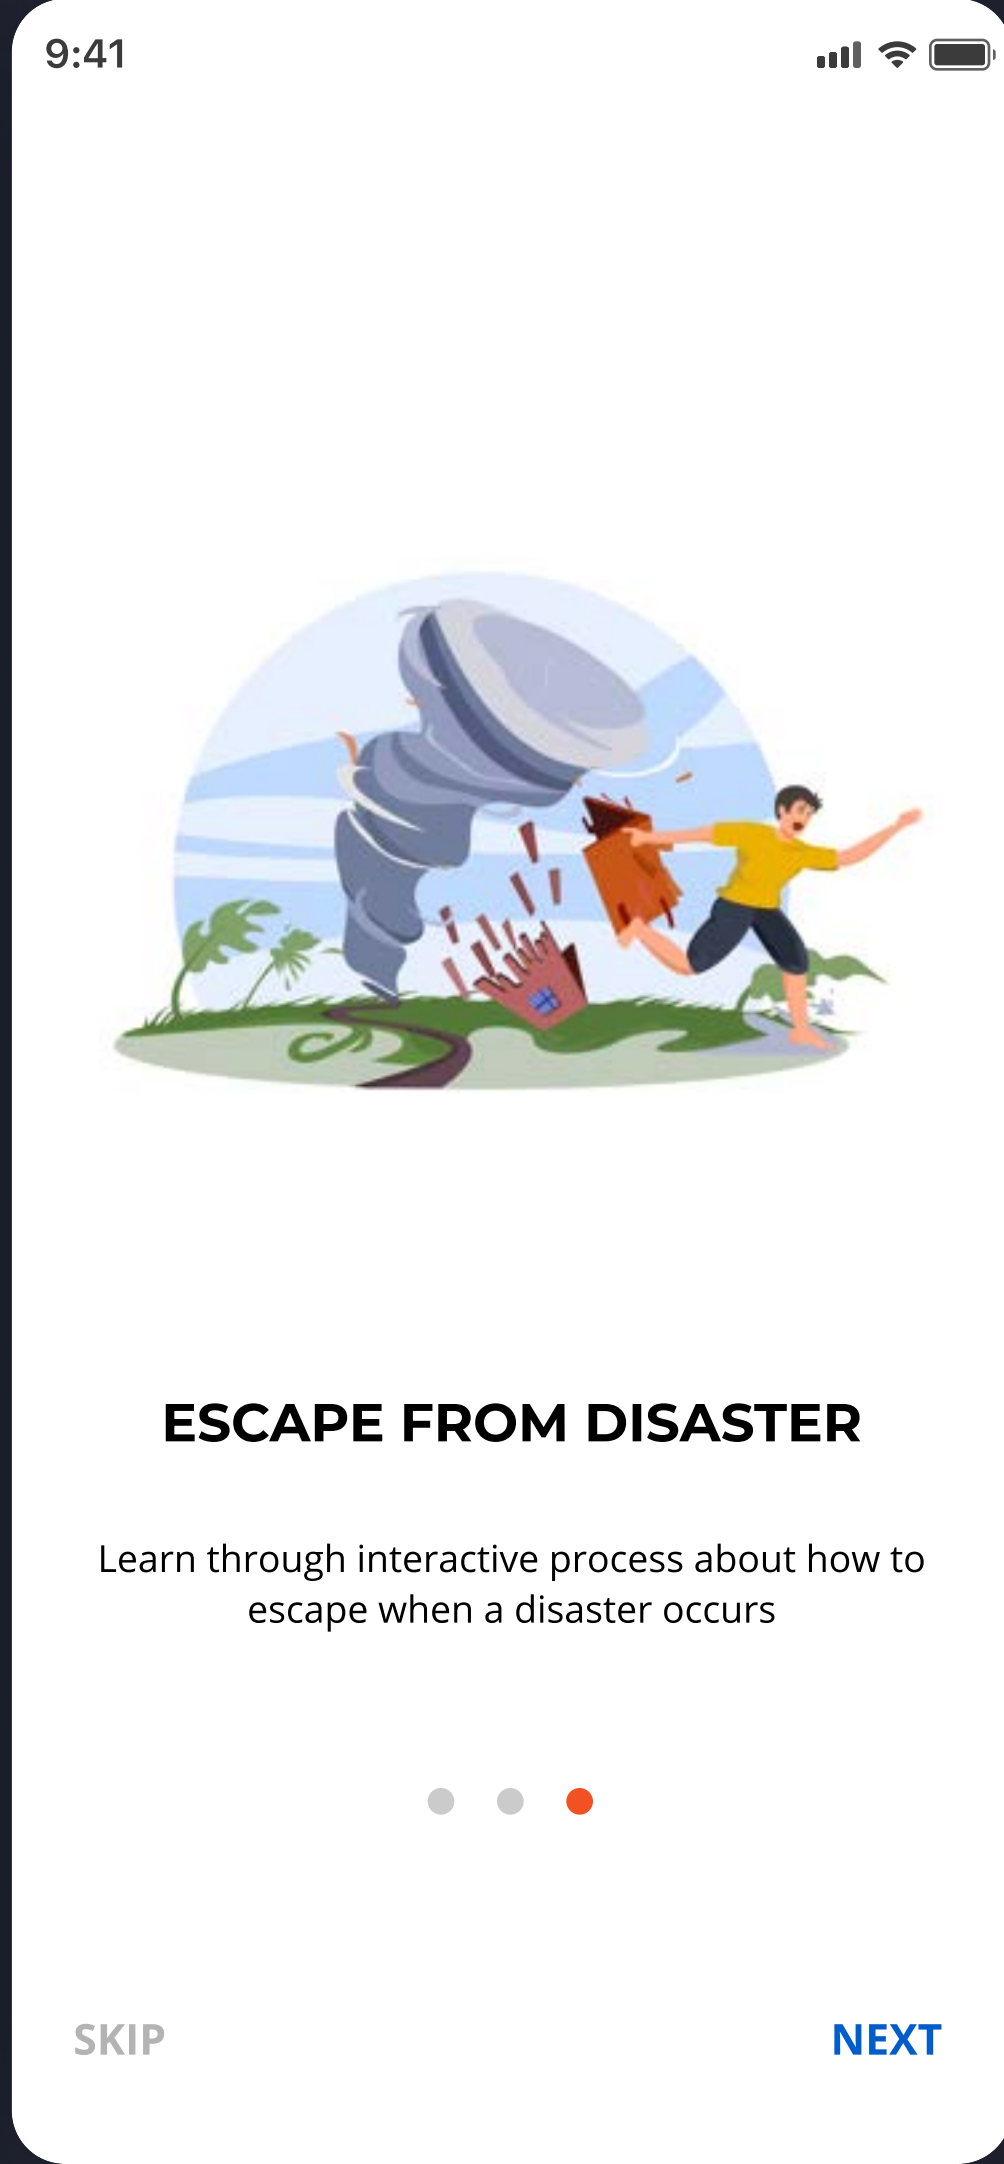 9:41
ESCAPE FROM DISASTER
Learn through interactive process about how to
escape when a disaster occurs
SKIP
NEXT